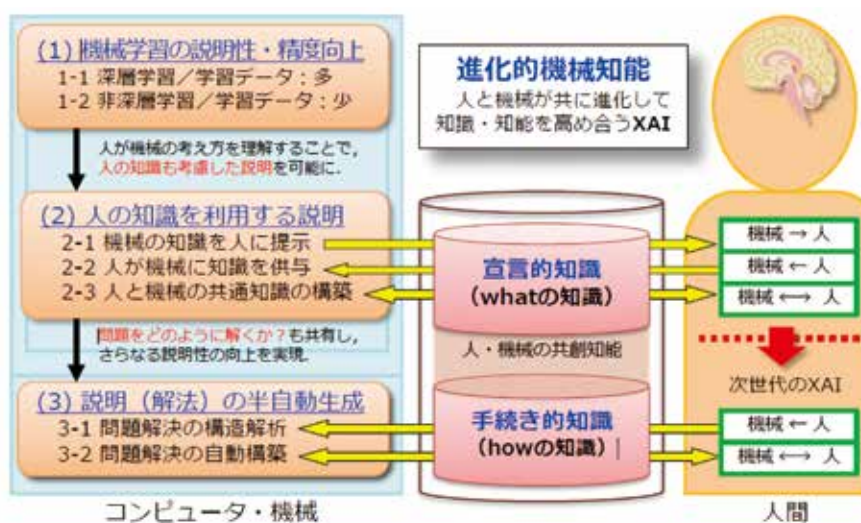 (1) 機械学習の説明性・精度向上
1-1 深層学習／学習データ：多
1-2 非深層学習／学習データ：少
人が機械の考え方を理解することで,
人の知識も考慮した説明を可能に.
(2) 人の知識を利用する説明
2-1 機械の知識を人に提示
2-2 人が機械に知識を供与
2-3 人と機械の共通知識の構築
問題をどのように解くか？も共有し,
さらなる説明性の向上を実現.
(3) 説明（解法）の半自動生成
3-1 問題解決の構造解析
3-2 問題解決の自動構築
コンピュータ・機械
進化的機械知能
人と機械が共に進化して
知識・知能を高め合うXAI
宣言的知識
(whatの知識)
人・機械の共創知能
手続き的知識
(howの知識)
機械 → 人
機械 ← 人
機械 ⟷ 人
次世代のXAI
機械 ← 人
機械 ⟷ 人
人間